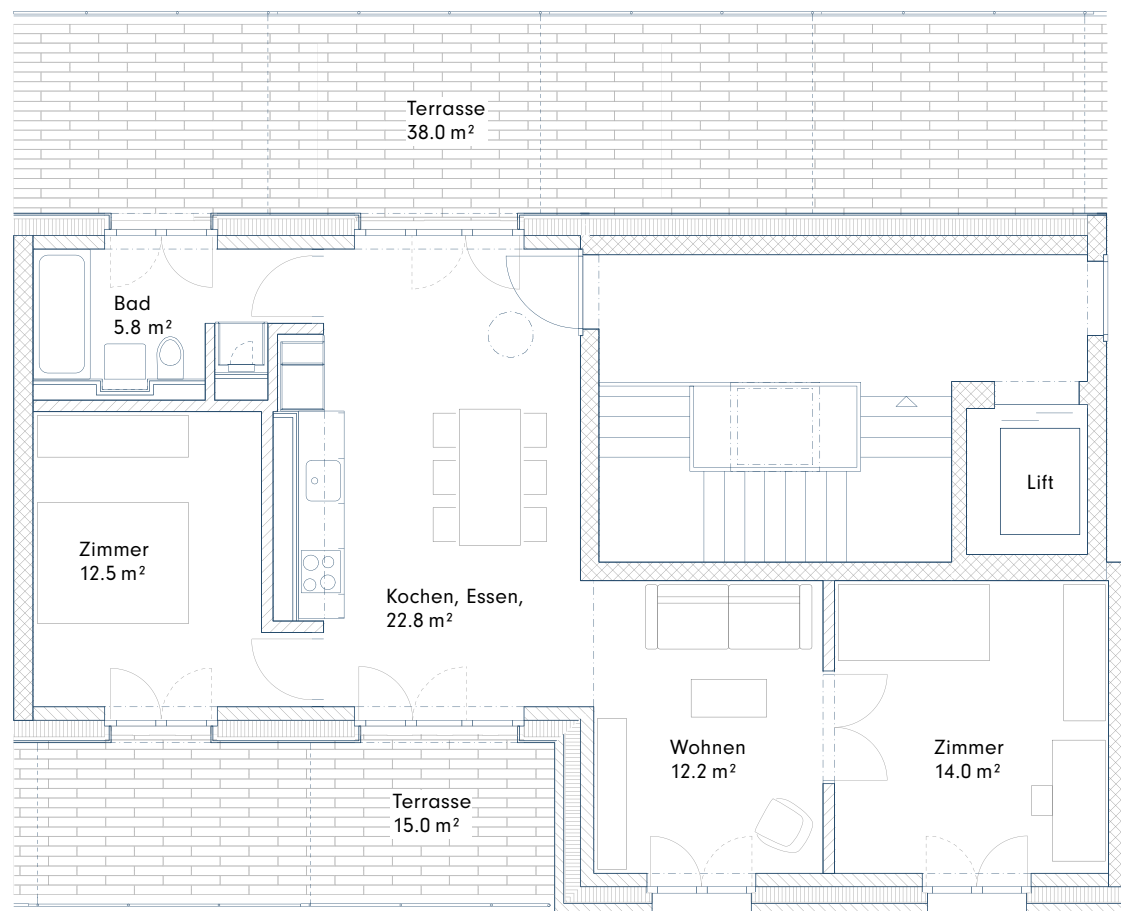 Terrasse
38.0 m²
Bad
5.8 m²
Lift
Zimmer
12.5 m²
Kochen, Essen,
22.8 m²
Wohnen
12.2 m²
Zimmer
14.0 m²
Terrasse
15.0 m²